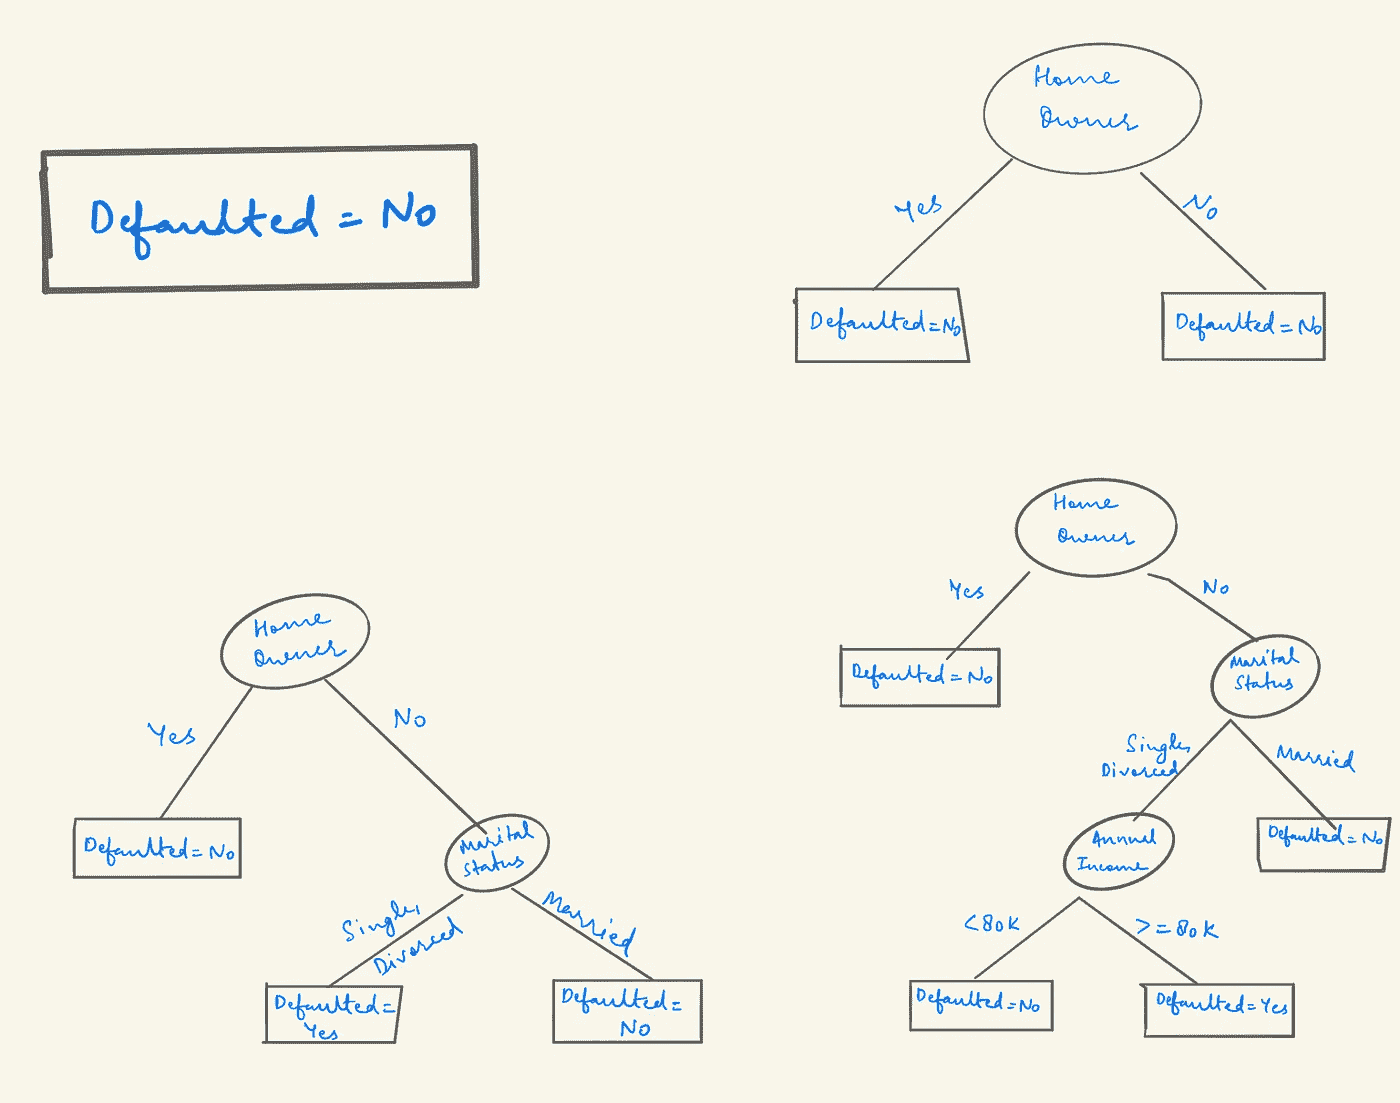 Defaulted = No
Home
Owner
Yes
No
Defaulted = No
Defaulted = No
Home
Owner
Yes
No
Defaulted = No
Marital
Status
Single,
Divorced
Married
Defaulted =
Yes
Defaulted =
No
Home
Owner
Yes
No
Defaulted = No
Marital
Status
Single,
Divorced
Married
Annual
Income
Defaulted = No
<80K
>=80K
Defaulted = No
Defaulted = Yes